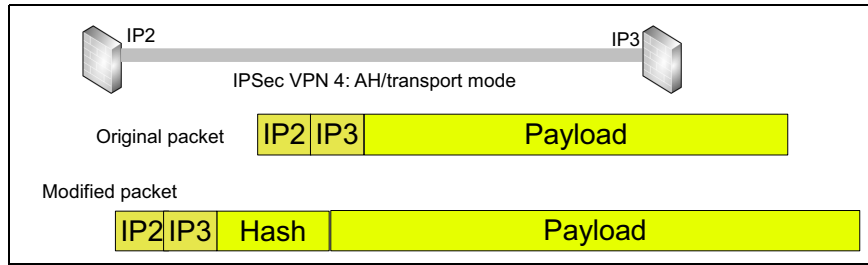 IP2 IP3
IPSec VPN 4: AH/transport mode
Original packet IP2 IP3 Payload
Modified packet
IP2 IP3 Hash Payload